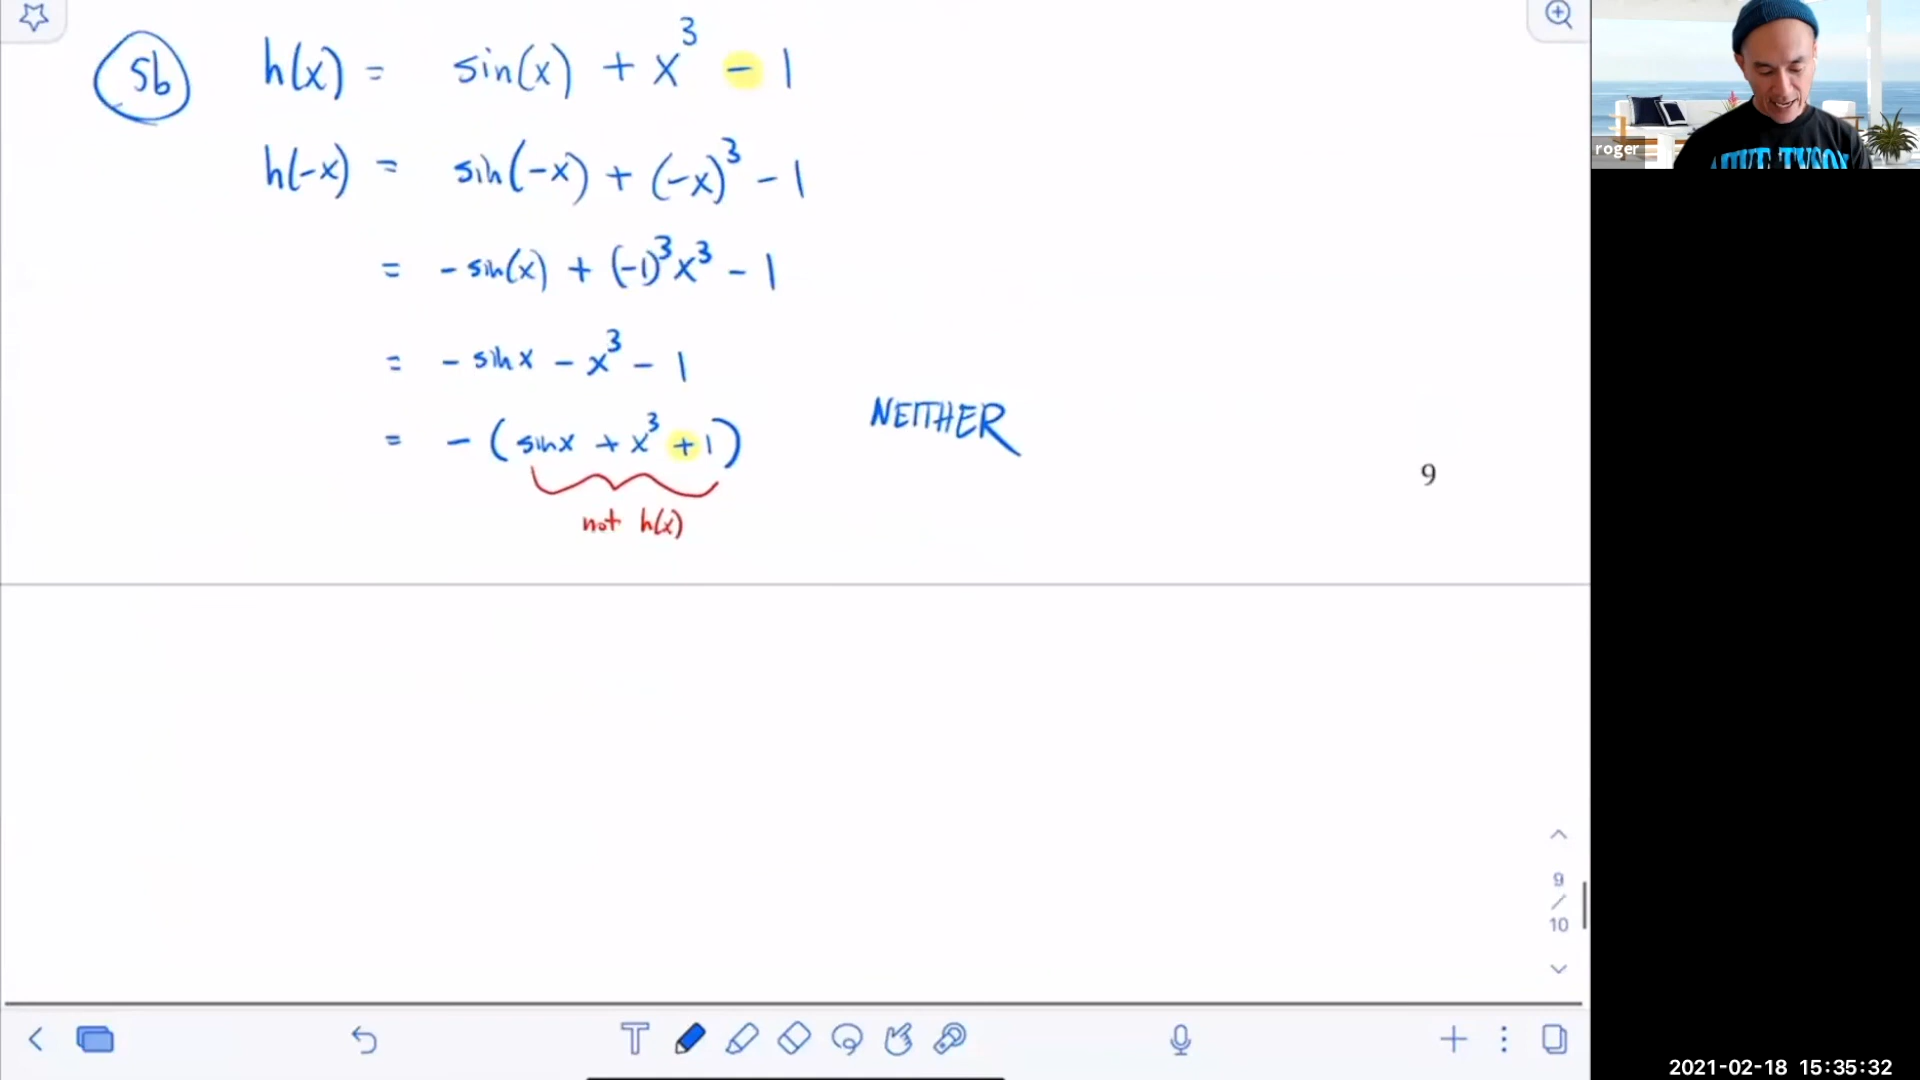 5b h(x) = sin(x) + x³ - 1
h(-x) = sin(-x) + (-x)³ - 1
= - sin(x) + (-1)³x³ - 1
= - sin x - x³ - 1
= - (sin x + x³ + 1)
NEITHER
not h(x)
9
9
/
10
T
roger
2021-02-18 15:35:32